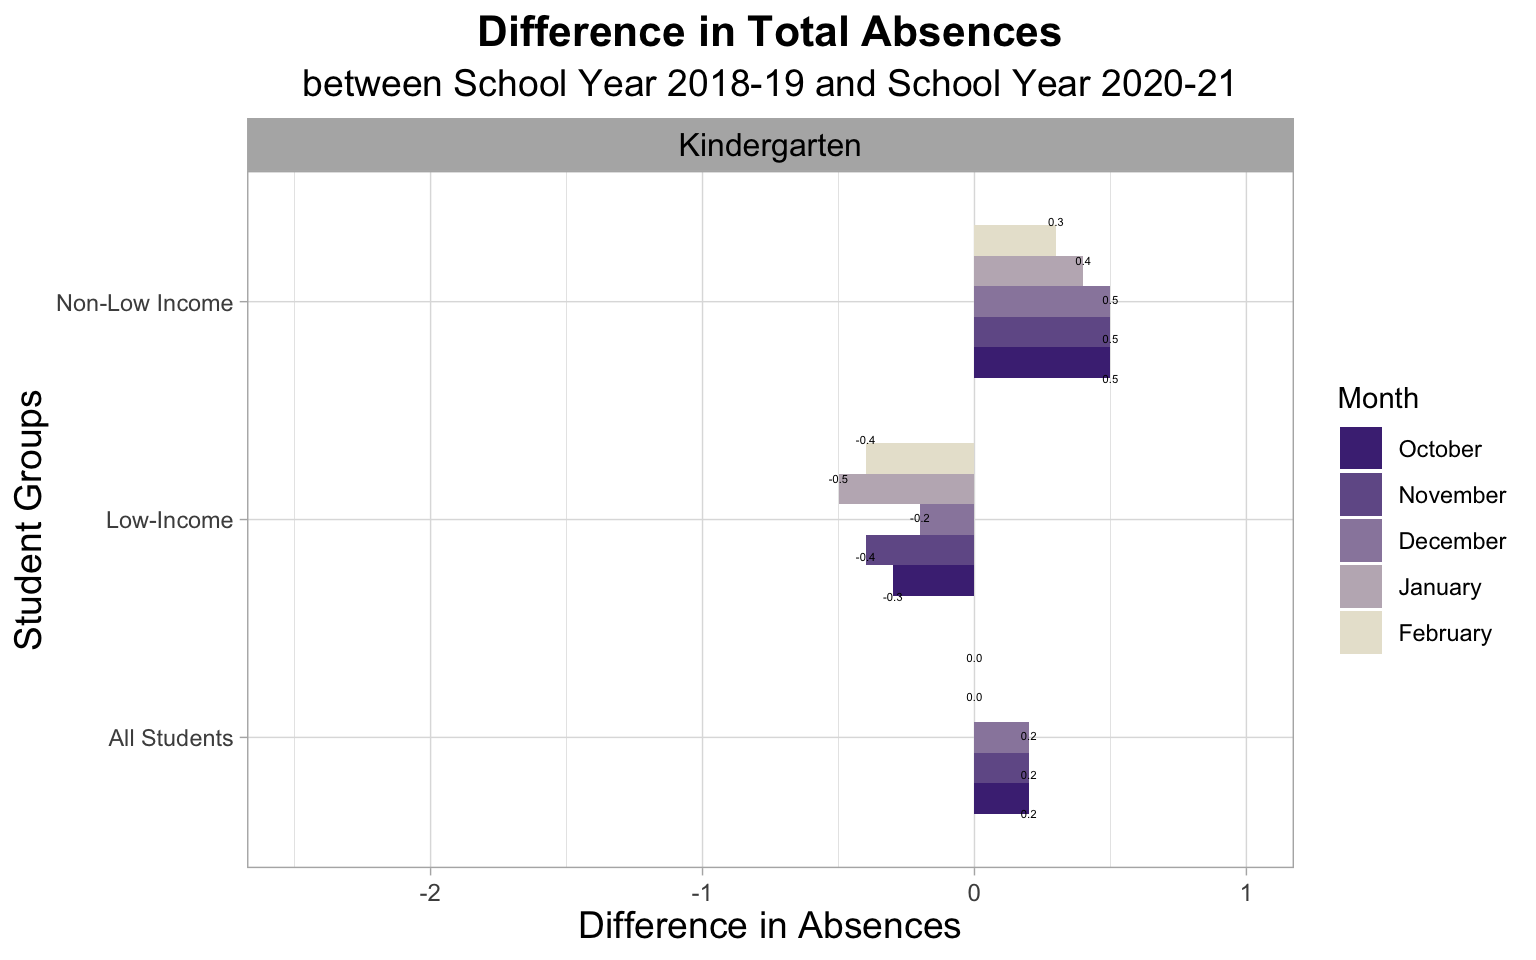 Difference in Total Absences
between School Year 2018-19 and School Year 2020-21
Kindergarten
Student Groups
Non-Low Income
0.3
0.4
0.5
0.5
0.5
Low-Income
-0.4
-0.5
-0.2
-0.4
-0.3
All Students
0.0
0.0
0.2
0.2
0.2
-2 -1 0 1
Difference in Absences
Month
October
November
December
January
February